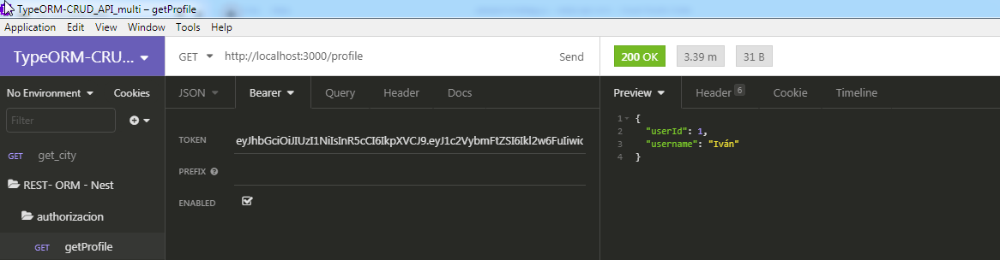 TypeORM-CRUD_API_multi – getProfile
Application Edit View Window Tools Help
TypeORM-CRU...
GET http://localhost:3000/profile Send
200 OK 3.39 m 31 B
No Environment Cookies
JSON Bearer Query Header Docs
Preview Header 6 Cookie Timeline
Filter
TOKEN eyJhbGciOiJIUzI1NiIsInR5cCI6IkpXVCJ9.eyJ1c2VybmFtZSI6Ikl2w6FuIiwic
PREFIX
ENABLED
1 {
2 "userId": 1,
3 "username": "Iván"
4 }
GET get_city
REST- ORM - Nest
authorizacion
GET getProfile